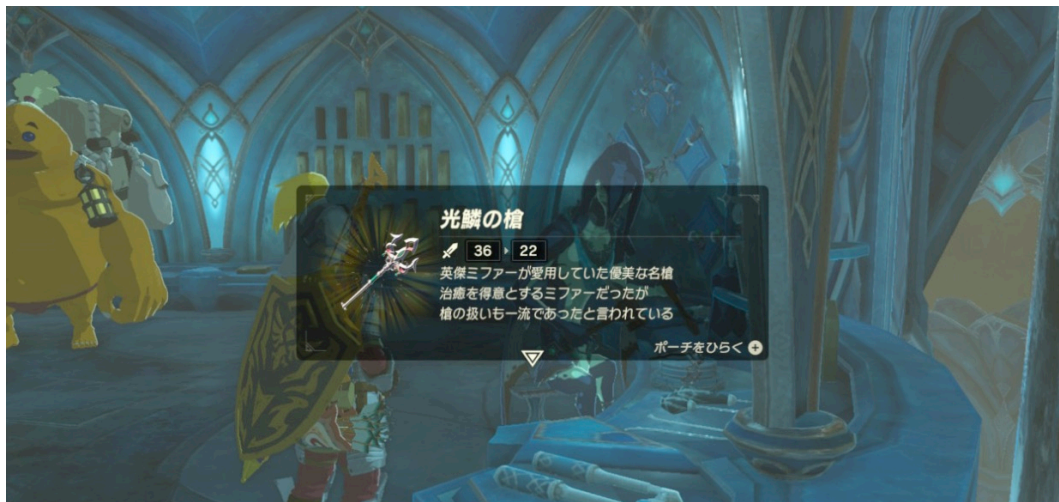 光鱗の槍
36 22
英傑ミファーが愛用していた優美な名槍
治癒を得意とするミファーだったが
槍の扱いも一流であったと言われている
ポーチをひらく